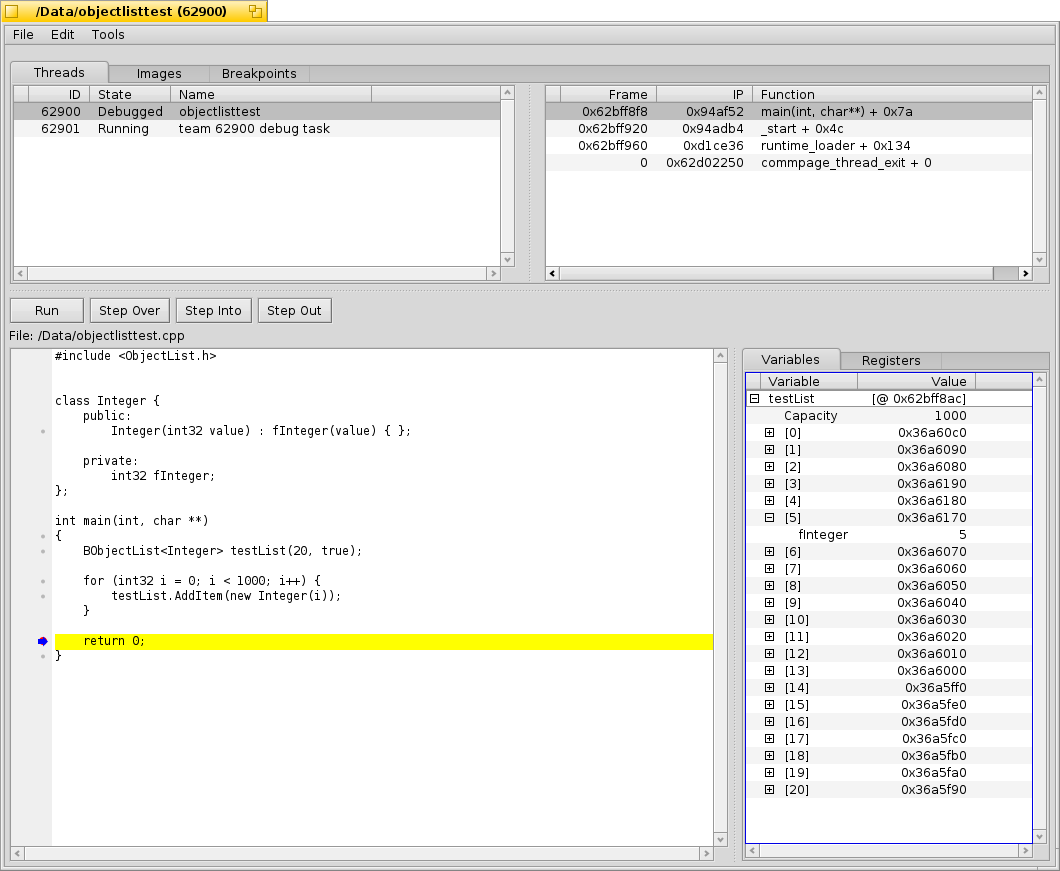 /Data/objectlisttest (62900)
File Edit Tools
Threads Images Breakpoints
ID State Name
62900 Debugged objectlisttest
62901 Running team 62900 debug task
Frame IP Function
0x62bff8f8 0x94af52 main(int, char**) + 0x7a
0x62bff920 0x94adb4 _start + 0x4c
0x62bff960 0xd1ce36 runtime_loader + 0x134
0 0x62d02250 commpage_thread_exit + 0
Run Step Over Step Into Step Out
File: /Data/objectlisttest.cpp
#include <ObjectList.h>
class Integer {
public:
Integer(int32 value) : fInteger(value) { };
private:
int32 fInteger;
};
int main(int, char **)
{
BObjectList<Integer> testList(20, true);
for (int32 i = 0; i < 1000; i++) {
testList.AddItem(new Integer(i));
}
return 0;
}
Variables Registers
Variable Value
testList [@ 0x62bff8ac]
Capacity 1000
[0] 0x36a60c0
[1] 0x36a6090
[2] 0x36a6080
[3] 0x36a6190
[4] 0x36a6180
[5] 0x36a6170
fInteger 5
[6] 0x36a6070
[7] 0x36a6060
[8] 0x36a6050
[9] 0x36a6040
[10] 0x36a6030
[11] 0x36a6020
[12] 0x36a6010
[13] 0x36a6000
[14] 0x36a5ff0
[15] 0x36a5fe0
[16] 0x36a5fd0
[17] 0x36a5fc0
[18] 0x36a5fb0
[19] 0x36a5fa0
[20] 0x36a5f90